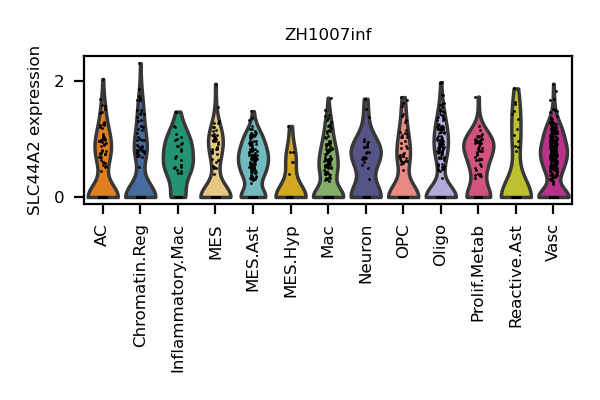 ZH1007inf
SLC44A2 expression
2
0
AC
Chromatin.Reg
Inflammatory.Mac
MES
MES.Ast
MES.Hyp
Mac
Neuron
OPC
Oligo
Prolif.Metab
Reactive.Ast
Vasc